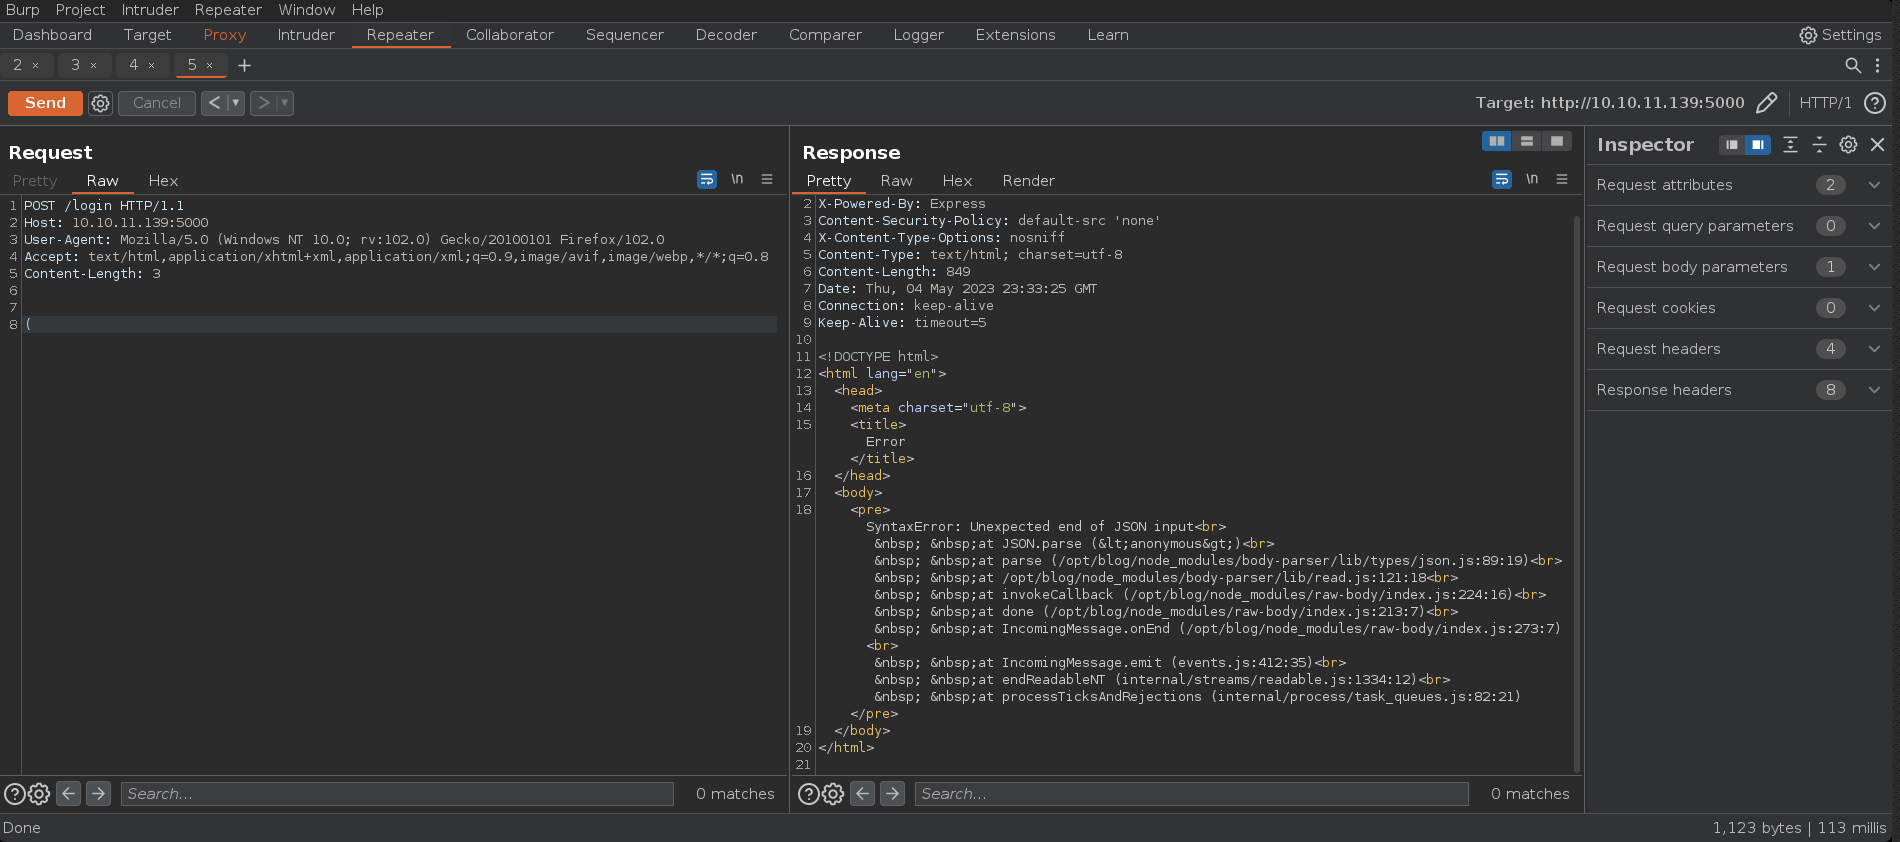 Burp Project Intruder Repeater Window Help
Dashboard Target Proxy Intruder Repeater Collaborator Sequencer Decoder Comparer Logger Extensions Learn Settings
2 × 3 × 4 × 5 × +
Send Cancel < ▾ > ▾ Target: http://10.10.11.139:5000 HTTP/1 ?
Request
Pretty Raw Hex \n
1 POST /login HTTP/1.1
2 Host: 10.10.11.139:5000
3 User-Agent: Mozilla/5.0 (Windows NT 10.0; rv:102.0) Gecko/20100101 Firefox/102.0
4 Accept: text/html,application/xhtml+xml,application/xml;q=0.9,image/avif,image/webp,*/*;q=0.8
5 Content-Length: 3
6
7
8 (
Search... 0 matches
Response
Pretty Raw Hex Render \n
2 X-Powered-By: Express
3 Content-Security-Policy: default-src 'none'
4 X-Content-Type-Options: nosniff
5 Content-Type: text/html; charset=utf-8
6 Content-Length: 849
7 Date: Thu, 04 May 2023 23:33:25 GMT
8 Connection: keep-alive
9 Keep-Alive: timeout=5
10
11 <!DOCTYPE html>
12 <html lang="en">
13 <head>
14 <meta charset="utf-8">
15 <title>
Error
</title>
16 </head>
17 <body>
18 <pre>
SyntaxError: Unexpected end of JSON input<br>
&nbsp; &nbsp;at JSON.parse (&lt;anonymous&gt;)<br>
&nbsp; &nbsp;at parse (/opt/blog/node_modules/body-parser/lib/types/json.js:89:19)<br>
&nbsp; &nbsp;at /opt/blog/node_modules/body-parser/lib/read.js:121:18<br>
&nbsp; &nbsp;at invokeCallback (/opt/blog/node_modules/raw-body/index.js:224:16)<br>
&nbsp; &nbsp;at done (/opt/blog/node_modules/raw-body/index.js:213:7)<br>
&nbsp; &nbsp;at IncomingMessage.onEnd (/opt/blog/node_modules/raw-body/index.js:273:7)
<br>
&nbsp; &nbsp;at IncomingMessage.emit (events.js:412:35)<br>
&nbsp; &nbsp;at endReadableNT (internal/streams/readable.js:1334:12)<br>
&nbsp; &nbsp;at processTicksAndRejections (internal/process/task_queues.js:82:21)
</pre>
19 </body>
20 </html>
21
Search... 0 matches
Inspector
Request attributes 2
Request query parameters 0
Request body parameters 1
Request cookies 0
Request headers 4
Response headers 8
Done 1,123 bytes | 113 millis